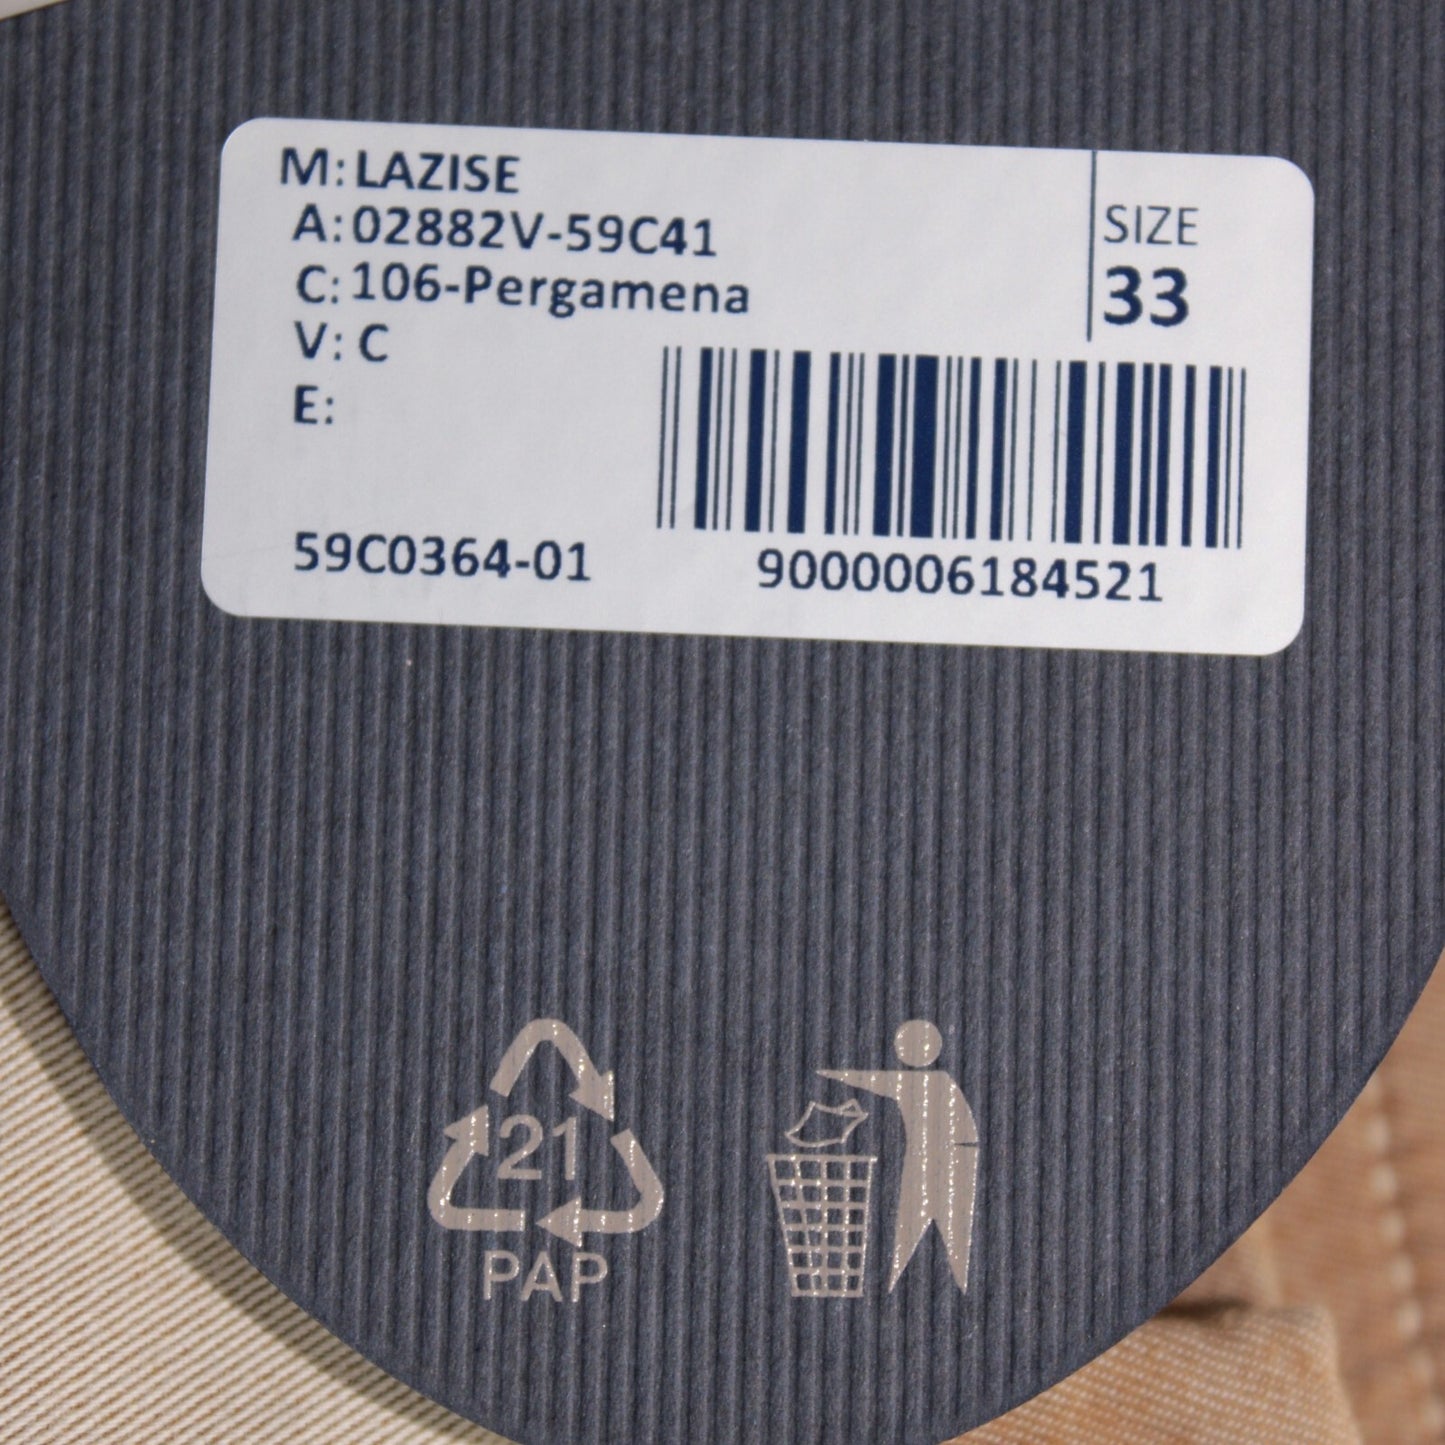 M: LAZISE
A: 02882V-59C41
C: 106-Pergamena
V: C
E:
SIZE
33
59C0364-01
9000006184521
21
PAP